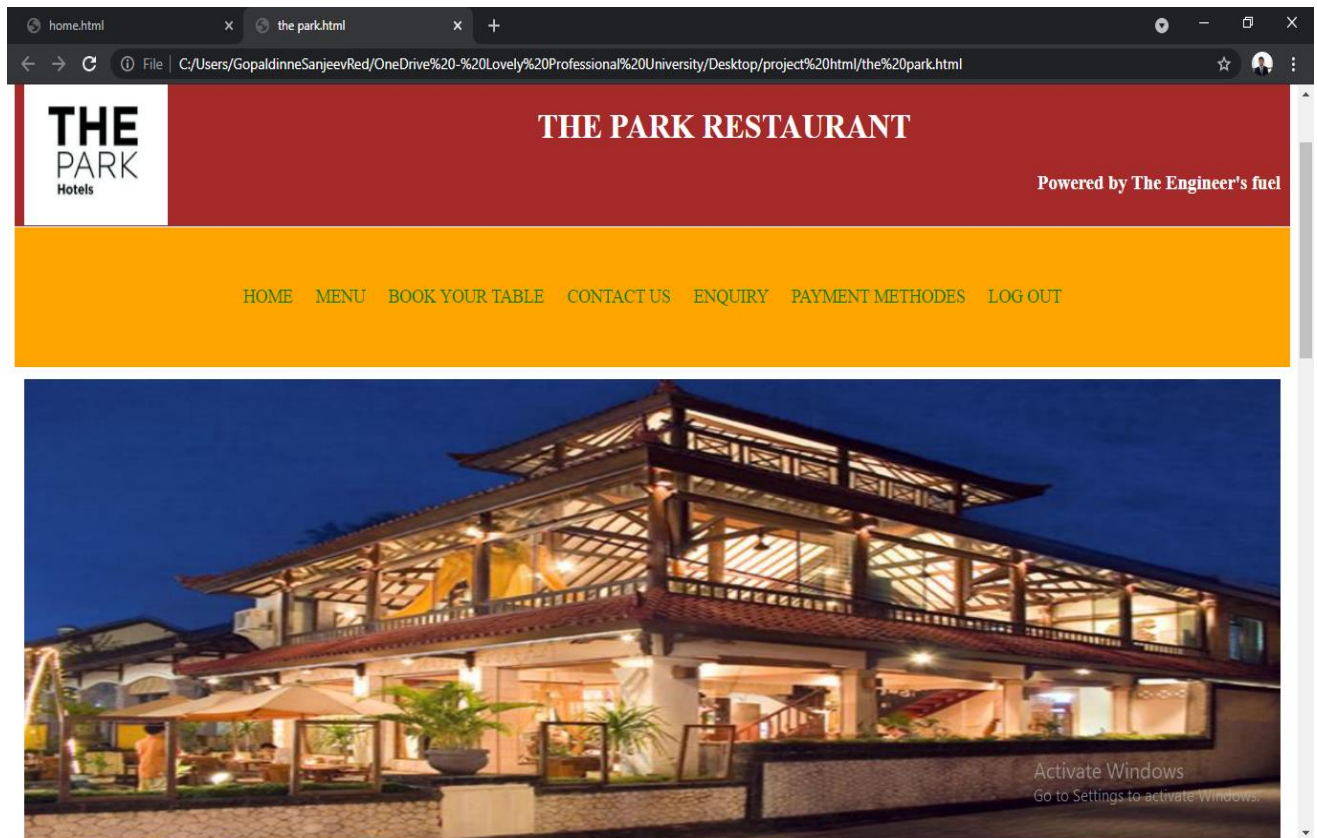 home.html
the park.html
File | C:/Users/GopaldinneSanjeevRed/OneDrive%20-%20Lovely%20Professional%20University/Desktop/project%20html/the%20park.html
THE
PARK
Hotels
THE PARK RESTAURANT
Powered by The Engineer's fuel
HOME MENU BOOK YOUR TABLE CONTACT US ENQUIRY PAYMENT METHODES LOG OUT
Activate Windows
Go to Settings to activate Windows.